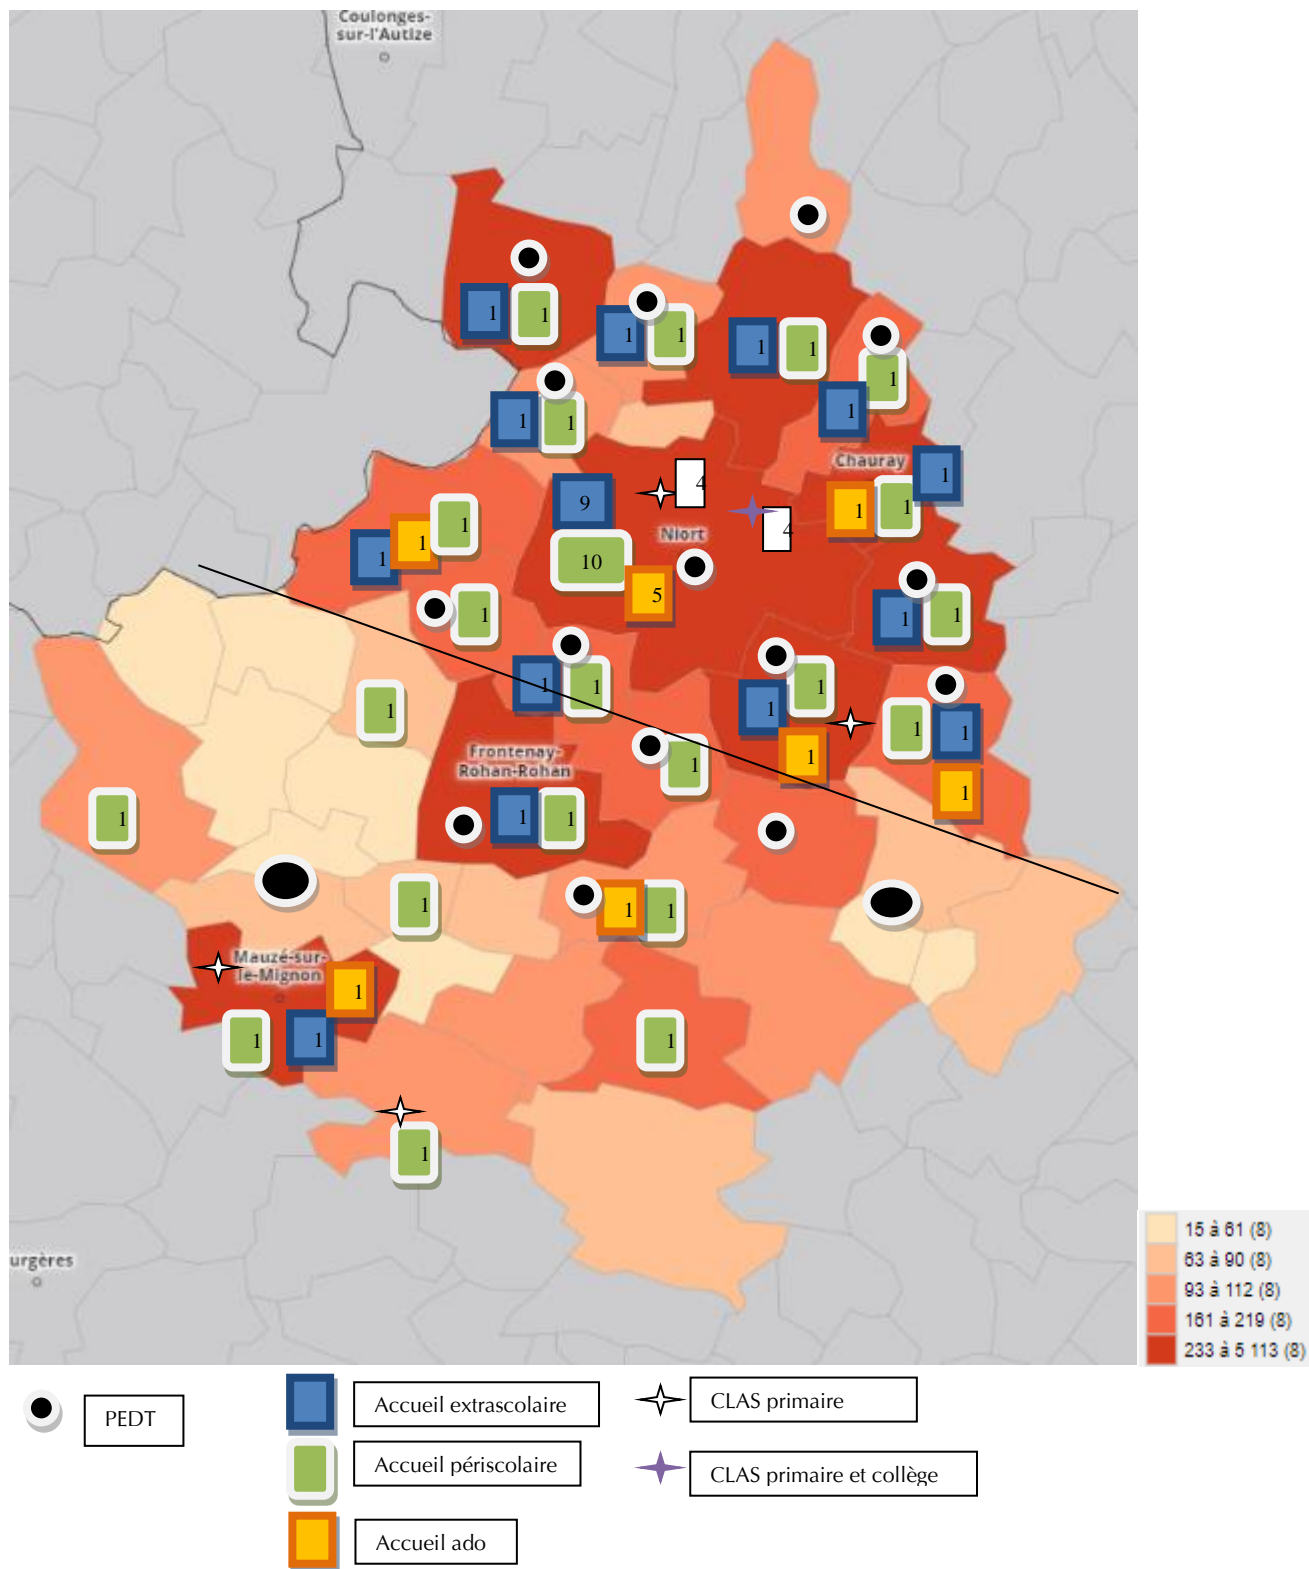 Coulonges-
sur-l'Autize
1
1
1
1
1
1
1
1
1
1
Chauray
1
4
9
1
1
1
1
1
4
Niort
10
5
1
1
1
1
1
1
1
1
1
1
1
Frontenay-
Rohan-Rohan
1
1
1
1
1
1
1
1
1
1
Mauzé-sur-
le-Mignon
1
1
1
1
1
urgères
15 à 61 (8)
63 à 90 (8)
93 à 112 (8)
161 à 219 (8)
233 à 5 113 (8)
PEDT
Accueil extrascolaire
Accueil périscolaire
Accueil ado
CLAS primaire
CLAS primaire et collège